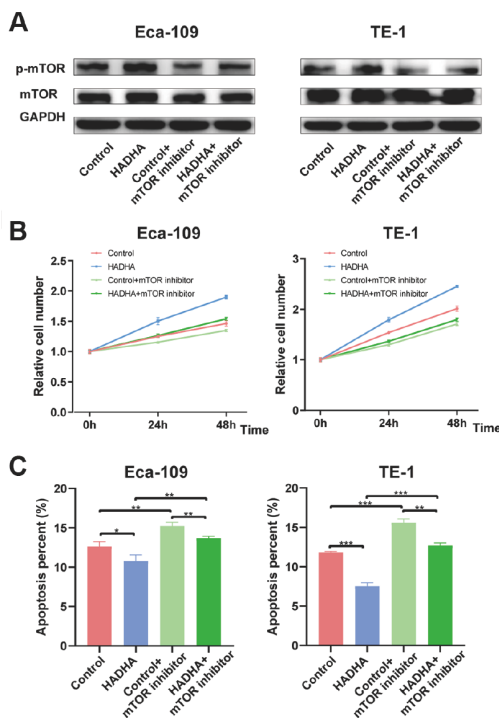 A
Eca-109
TE-1
p-mTOR
mTOR
GAPDH
Control
HADHA
Control+
mTOR inhibitor
HADHA+
mTOR inhibitor
Control
HADHA
Control+
mTOR inhibitor
HADHA+
mTOR inhibitor
B
Eca-109
Control
HADHA
Control+mTOR inhibitor
HADHA+mTOR inhibitor
Relative cell number
2.5
2.0
1.5
1.0
0.5
0.0
0h
24h
48h
Time
TE-1
Control
HADHA
Control+mTOR inhibitor
HADHA+mTOR inhibitor
Relative cell number
3
2
1
0
0h
24h
48h
Time
C
Eca-109
Apoptosis percent (%)
20
15
10
5
0
**
**
*
**
Control
HADHA
Control+
mTOR inhibitor
HADHA+
mTOR inhibitor
TE-1
Apoptosis percent (%)
20
15
10
5
0
***
***
***
**
Control
HADHA
Control+
mTOR inhibitor
HADHA+
mTOR inhibitor